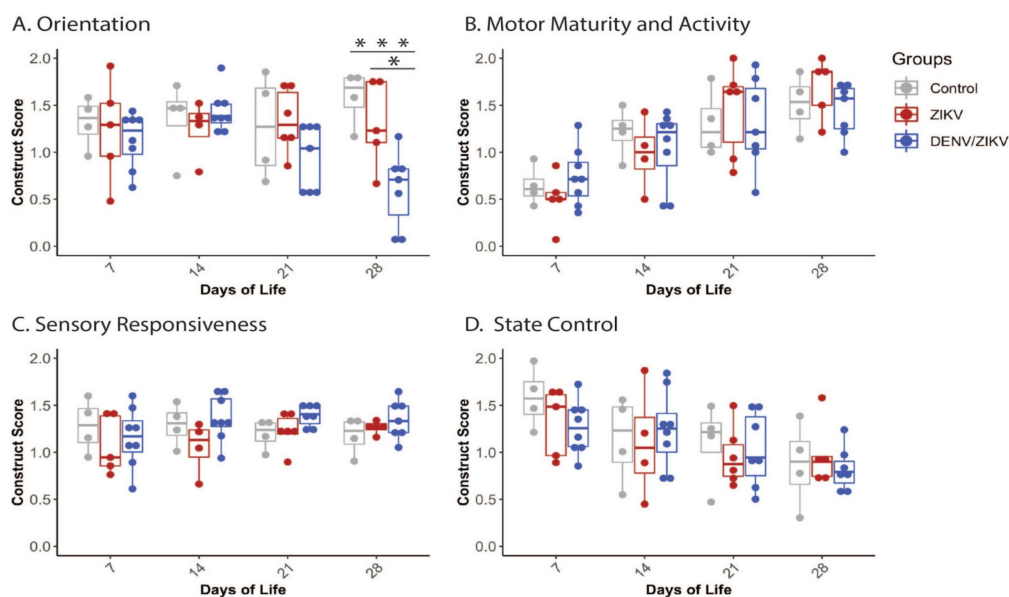 A. Orientation
* * *
*
2.0
1.5
1.0
0.5
0.0
Construct Score
7
14
21
28
Days of Life
B. Motor Maturity and Activity
2.0
1.5
1.0
0.5
0.0
Construct Score
7
14
21
28
Days of Life
Groups
Control
ZIKV
DENV/ZIKV
C. Sensory Responsiveness
2.0
1.5
1.0
0.5
0.0
Construct Score
7
14
21
28
Days of Life
D. State Control
2.0
1.5
1.0
0.5
0.0
Construct Score
7
14
21
28
Days of Life